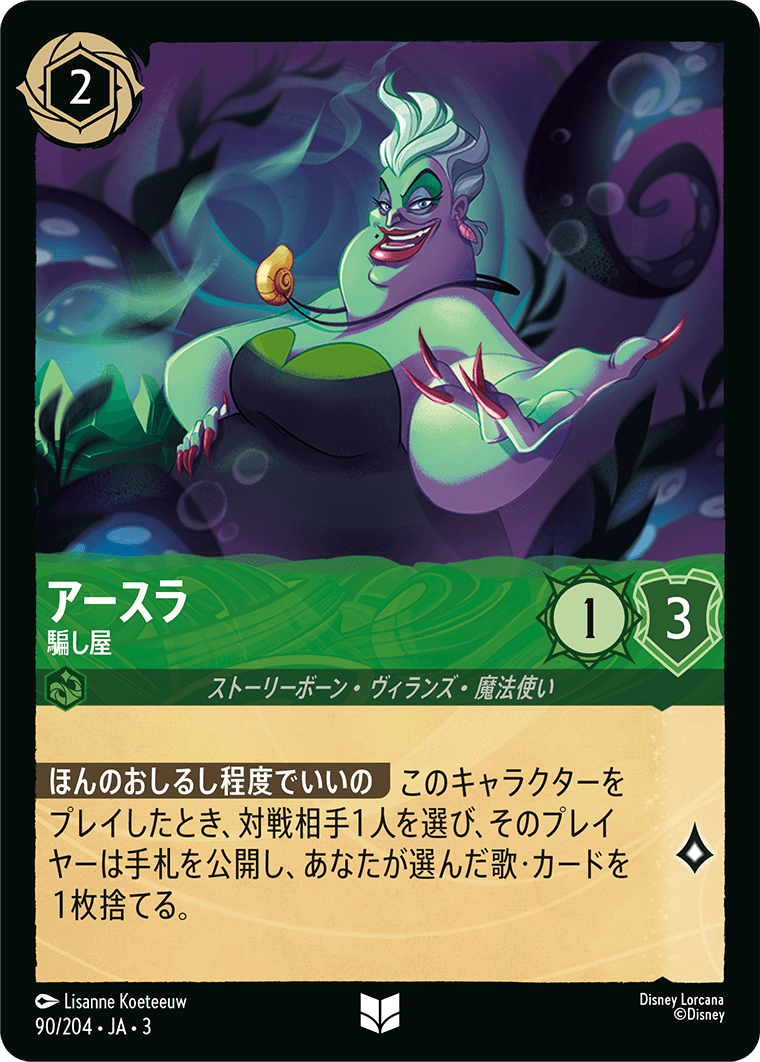 2
アースラ
騙し屋
1
3
ストーリーボーン・ヴィランズ・魔法使い
ほんのおしるし程度でいいの このキャラクターを
プレイしたとき、対戦相手1人を選び、そのプレイ
ヤーは手札を公開し、あなたが選んだ歌・カードを
1枚捨てる。
Lisanne Koeteeuw
90/204・JA・3
Disney Lorcana
©Disney